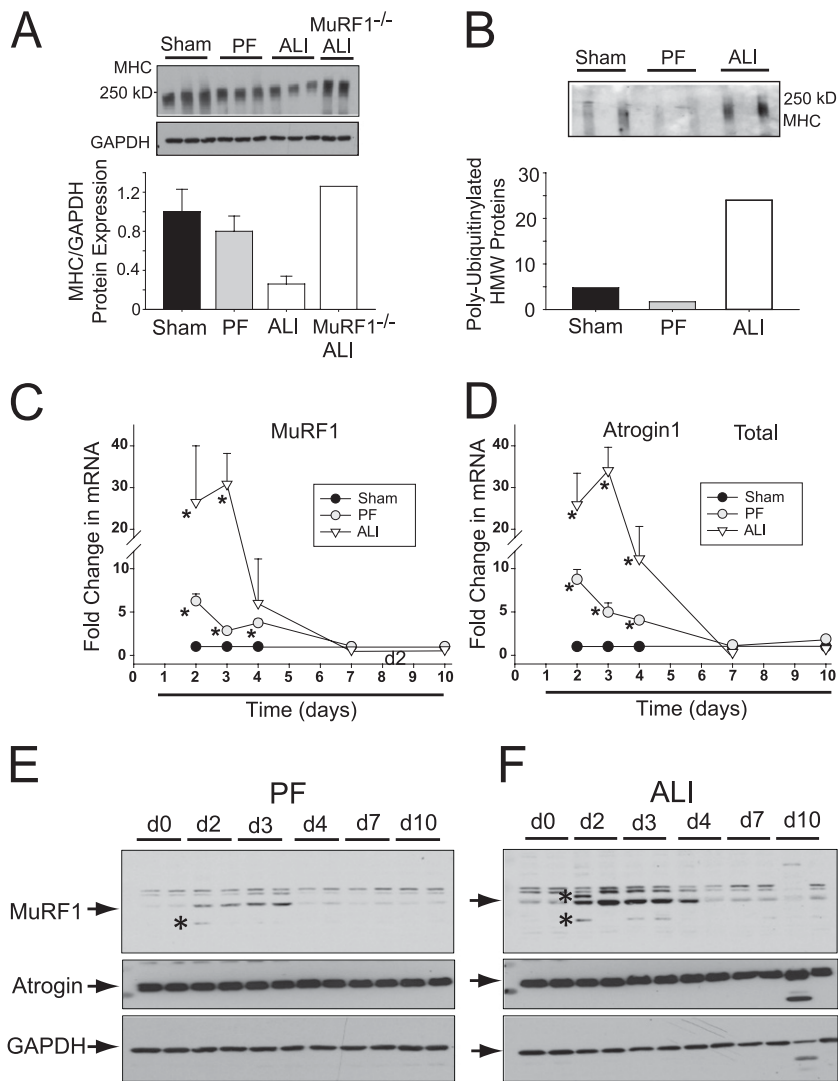 A
Sham PF ALI MuRF1-/- ALI
MHC
250 kD
GAPDH
MHC/GAPDH
Protein Expression
1.2
0.8
0.4
0
Sham PF ALI MuRF1-/- ALI
B
Sham PF ALI
250 kD
MHC
Poly-Ubiquitinylated
HMW Proteins
30
20
10
0
Sham PF ALI
C
MuRF1
Fold Change in mRNA
40
30
20
10
5
0
* * * * *
Sham
PF
ALI
d2
0 1 2 3 4 5 6 7 8 9 10
Time (days)
D
Atrogin1 Total
Fold Change in mRNA
40
30
20
10
5
0
* * * * * *
Sham
PF
ALI
0 1 2 3 4 5 6 7 8 9 10
Time (days)
E
PF
d0 d2 d3 d4 d7 d10
MuRF1
*
Atrogin
GAPDH
F
ALI
d0 d2 d3 d4 d7 d10
*
*